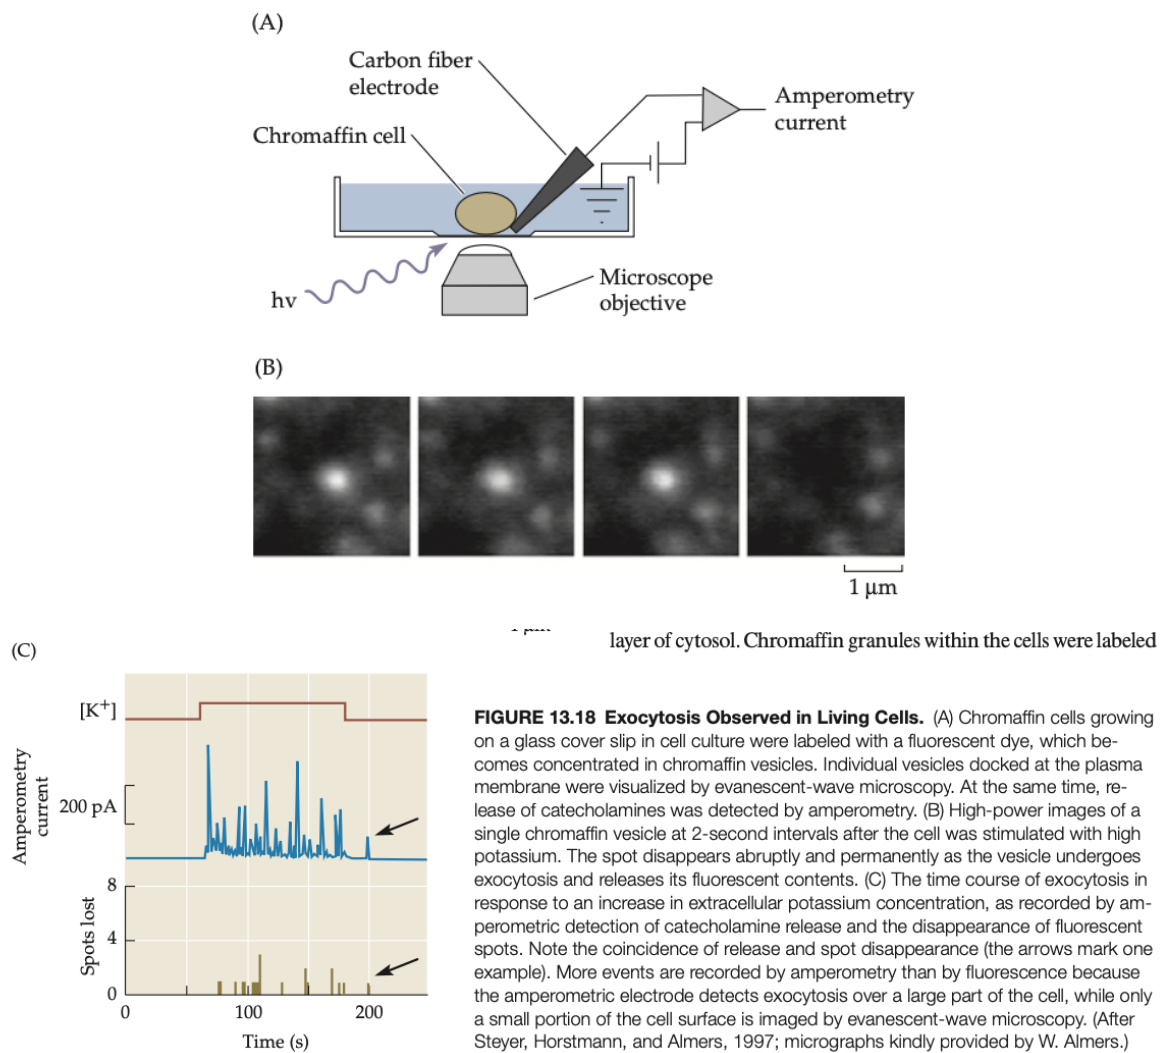 (A)
Carbon fiber
electrode
Amperometry
current
Chromaffin cell
Microscope
objective
hν
(B)
1 μm
layer of cytosol. Chromaffin granules within the cells were labeled
(C)
[K+]
Amperometry
current
200 pA
8
Spots lost
4
0
0
100
200
Time (s)
FIGURE 13.18 Exocytosis Observed in Living Cells. (A) Chromaffin cells growing
on a glass cover slip in cell culture were labeled with a fluorescent dye, which be-
comes concentrated in chromaffin vesicles. Individual vesicles docked at the plasma
membrane were visualized by evanescent-wave microscopy. At the same time, re-
lease of catecholamines was detected by amperometry. (B) High-power images of a
single chromaffin vesicle at 2-second intervals after the cell was stimulated with high
potassium. The spot disappears abruptly and permanently as the vesicle undergoes
exocytosis and releases its fluorescent contents. (C) The time course of exocytosis in
response to an increase in extracellular potassium concentration, as recorded by am-
perometric detection of catecholamine release and the disappearance of fluorescent
spots. Note the coincidence of release and spot disappearance (the arrows mark one
example). More events are recorded by amperometry than by fluorescence because
the amperometric electrode detects exocytosis over a large part of the cell, while only
a small portion of the cell surface is imaged by evanescent-wave microscopy. (After
Steyer, Horstmann, and Almers, 1997; micrographs kindly provided by W. Almers.)